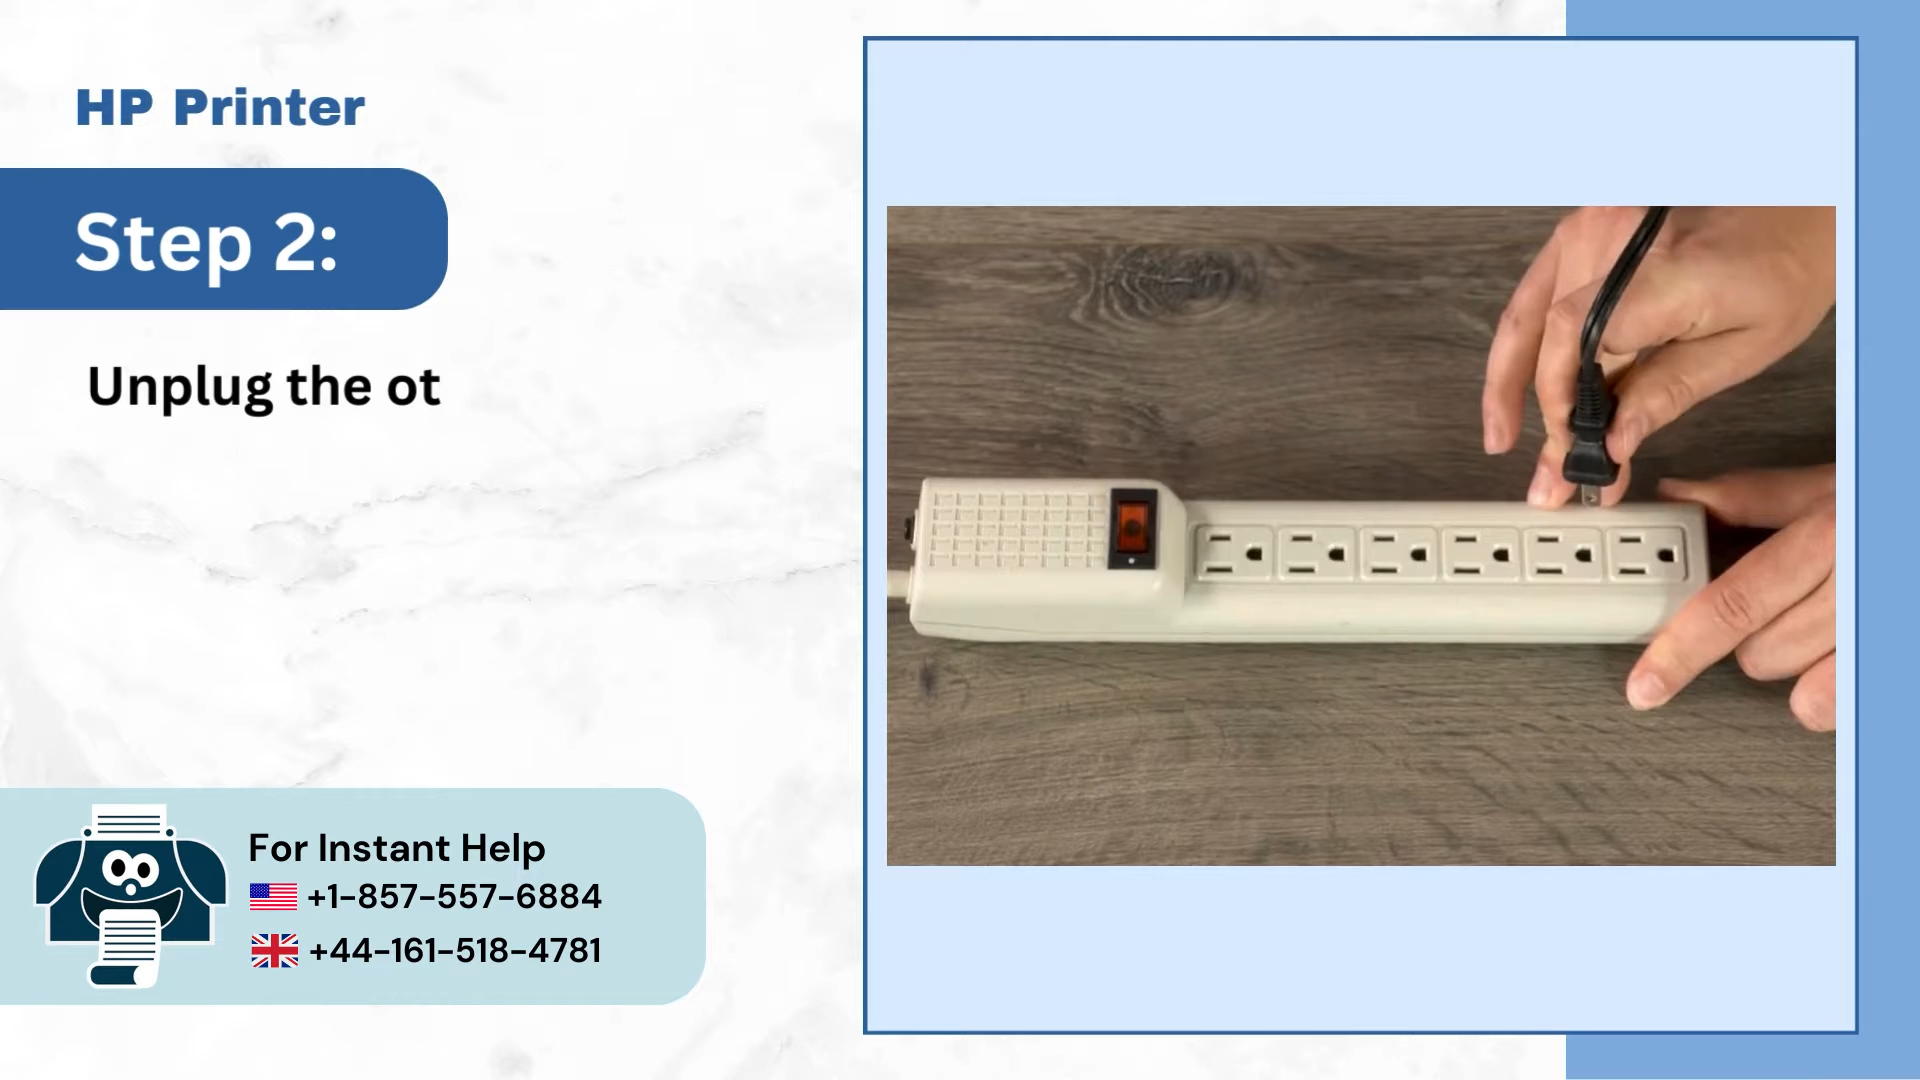 HP Printer
Step 2:
Unplug the ot
For Instant Help
+1-857-557-6884
+44-161-518-4781